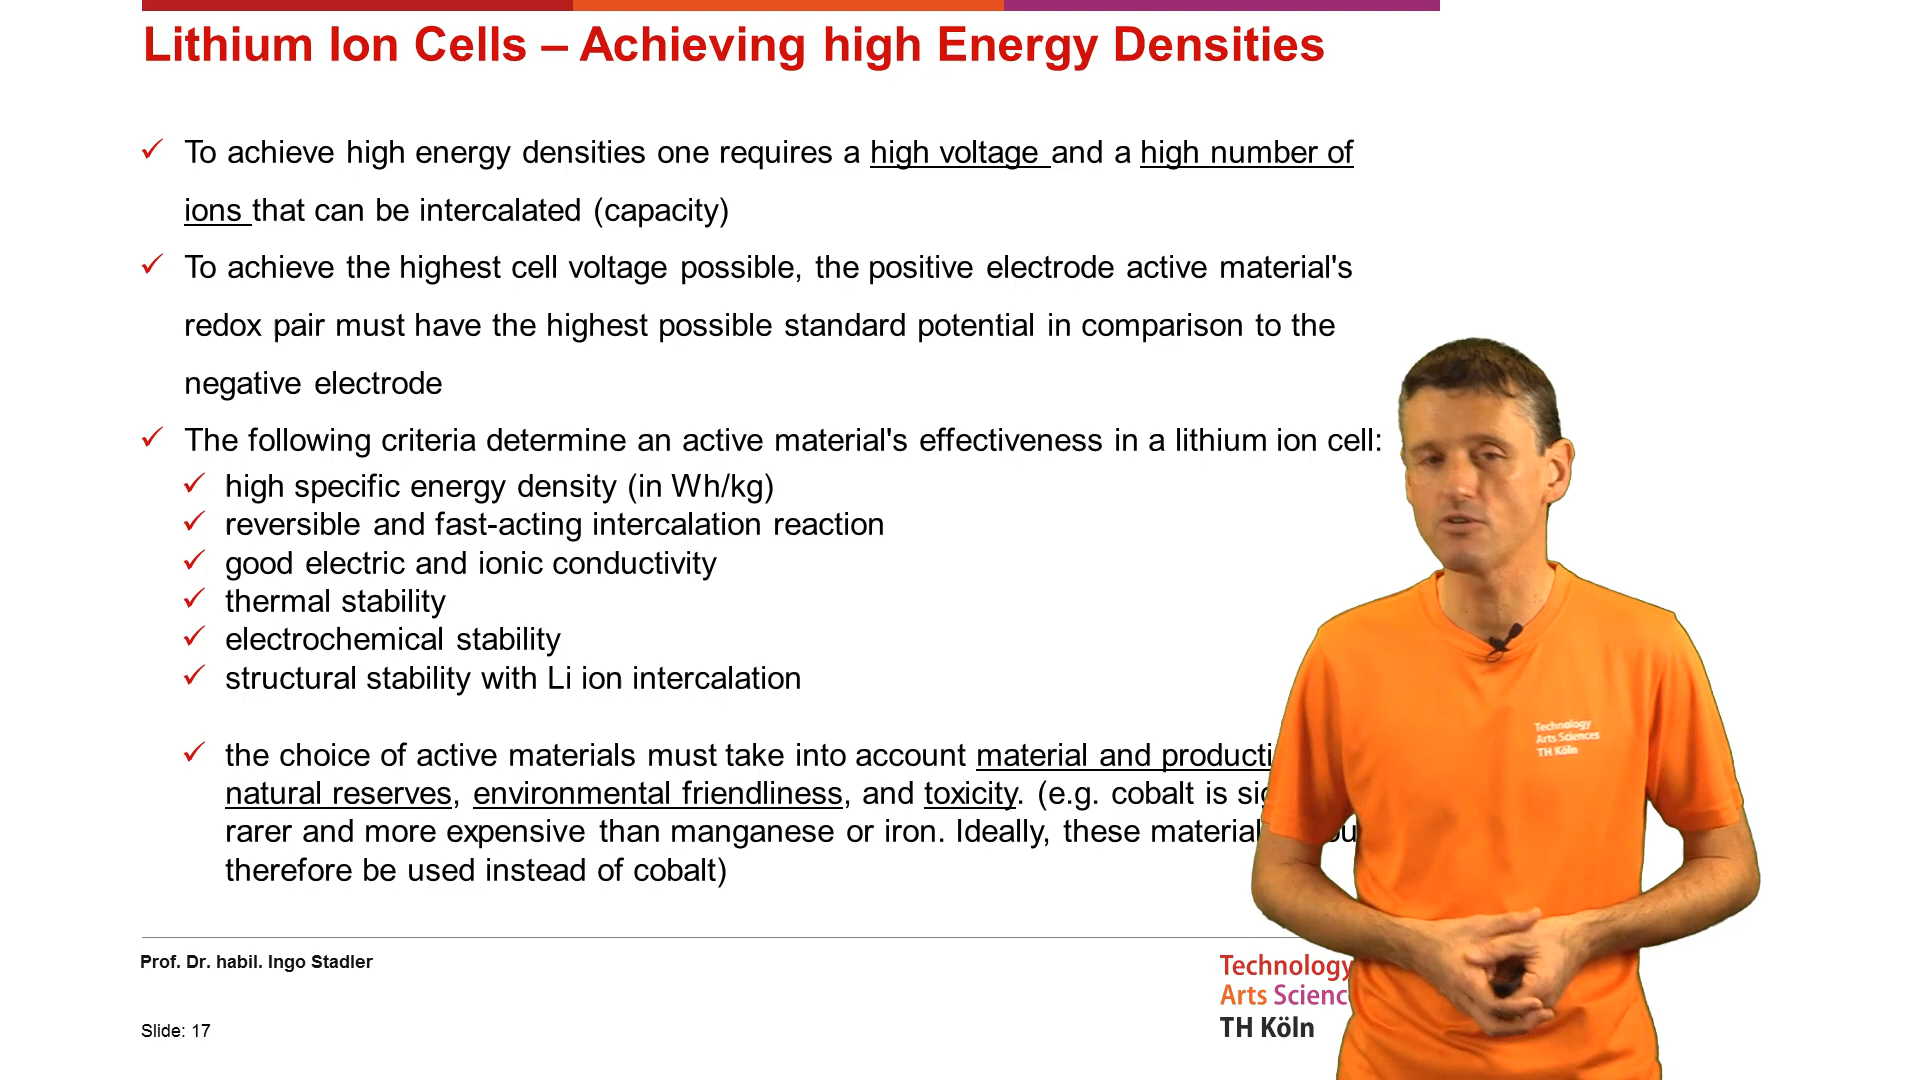 Lithium Ion Cells – Achieving high Energy Densities
To achieve high energy densities one requires a high voltage and a high number of
ions that can be intercalated (capacity)
To achieve the highest cell voltage possible, the positive electrode active material's
redox pair must have the highest possible standard potential in comparison to the
negative electrode
The following criteria determine an active material's effectiveness in a lithium ion cell:
high specific energy density (in Wh/kg)
reversible and fast-acting intercalation reaction
good electric and ionic conductivity
thermal stability
electrochemical stability
structural stability with Li ion intercalation
the choice of active materials must take into account material and
natural reserves, environmental friendliness, and toxicity. (e.g. cobalt is
rarer and more expensive than manganese or iron. Ideally, these
therefore be used instead of cobalt)
Technology
Arts Sciences
TH Köln
Prof. Dr. habil. Ingo Stadler
Technology
Arts
TH Köln
Slide: 17